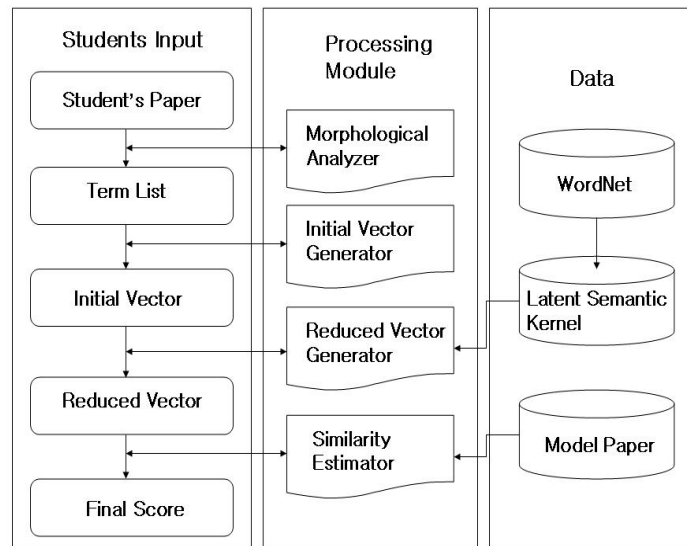 Students Input
Student's Paper
Term List
Initial Vector
Reduced Vector
Final Score
Processing
Module
Morphological
Analyzer
Initial Vector
Generator
Reduced Vector
Generator
Similarity
Estimator
Data
WordNet
Latent Semantic
Kernel
Model Paper